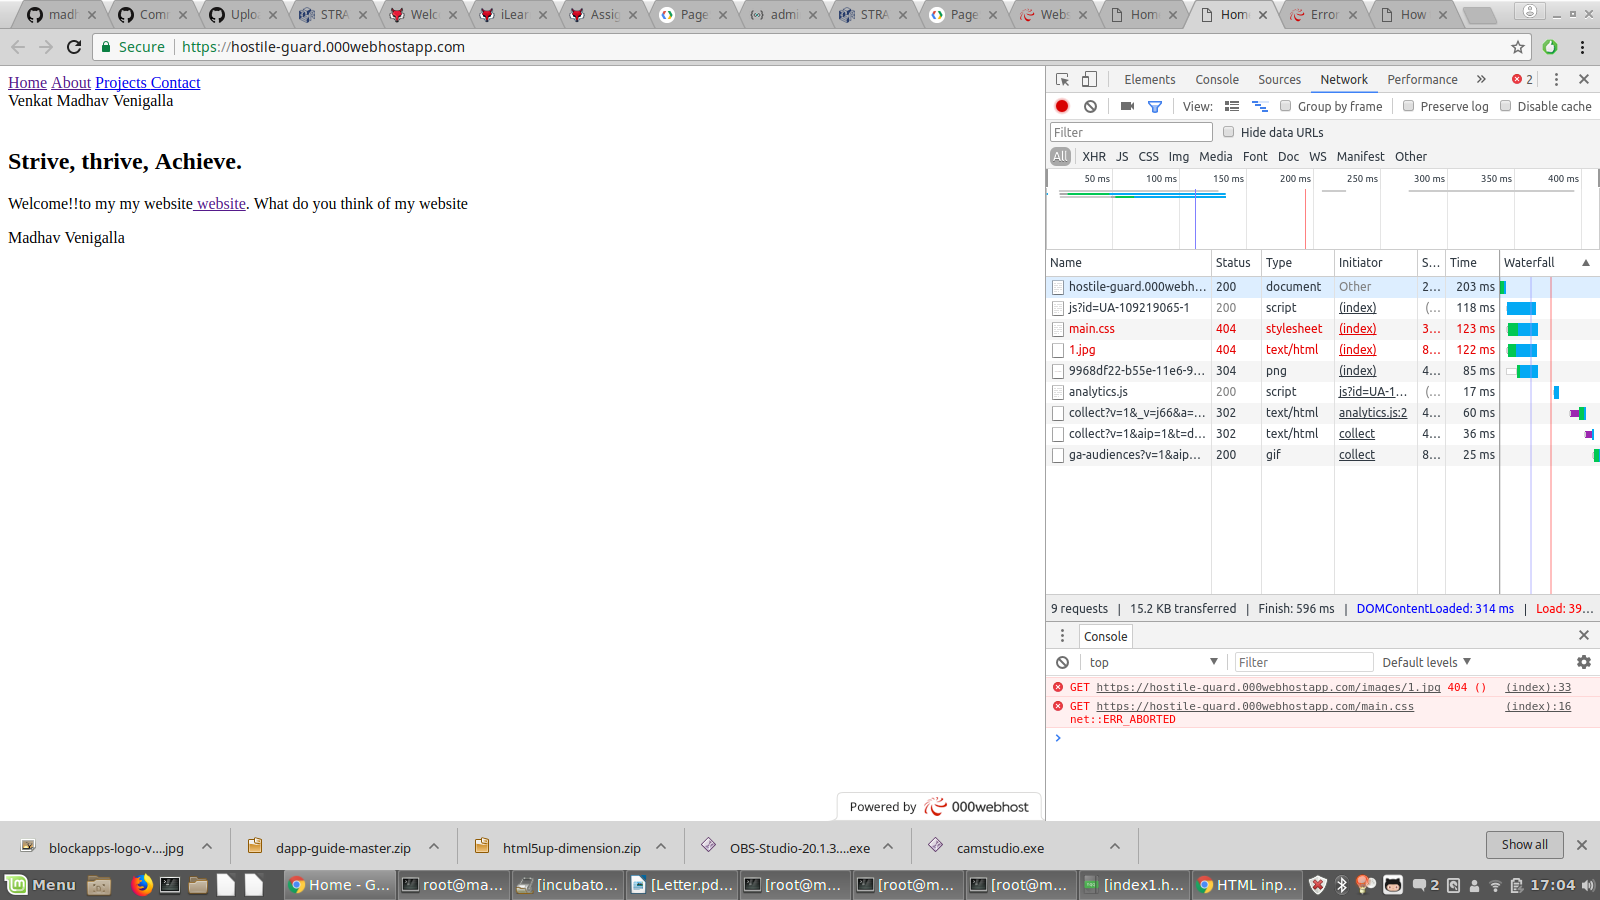 madh
Comm
Uploa
STRA
Welc
iLear
Assig
Page
admi
STRA
Page
Webs
Home
Home
Error
How
Secure
https://hostile-guard.000webhostapp.com
Home About Projects Contact
Venkat Madhav Venigalla
Strive, thrive, Achieve.
Welcome!!to my my website website. What do you think of my website
Madhav Venigalla
Powered by 000webhost
Elements Console Sources Network Performance » 2
View: Group by frame Preserve log Disable cache
Filter Hide data URLs
All XHR JS CSS Img Media Font Doc WS Manifest Other
50 ms 100 ms 150 ms 200 ms 250 ms 300 ms 350 ms 400 ms
Name Status Type Initiator S... Time Waterfall
hostile-guard.000webh... 200 document Other 2... 203 ms
js?id=UA-109219065-1 200 script (index) (... 118 ms
main.css 404 stylesheet (index) 3... 123 ms
1.jpg 404 text/html (index) 8... 122 ms
9968df22-b55e-11e6-9... 304 png (index) 4... 85 ms
analytics.js 200 script js?id=UA-1... (... 17 ms
collect?v=1&_v=j66&a=... 302 text/html analytics.js:2 4... 60 ms
collect?v=1&aip=1&t=d... 302 text/html collect 4... 36 ms
ga-audiences?v=1&aip... 200 gif collect 8... 25 ms
9 requests | 15.2 KB transferred | Finish: 596 ms | DOMContentLoaded: 314 ms | Load: 39...
Console
top Filter Default levels
GET https://hostile-guard.000webhostapp.com/images/1.jpg 404 () (index):33
GET https://hostile-guard.000webhostapp.com/main.css (index):16
net::ERR_ABORTED
blockapps-logo-v....jpg
dapp-guide-master.zip
html5up-dimension.zip
OBS-Studio-20.1.3....exe
camstudio.exe
Show all
Menu
Home - G...
root@ma...
[incubato...
[Letter.pd...
[root@m...
[root@m...
[root@m...
[index1.h...
HTML inp...
2
17:04